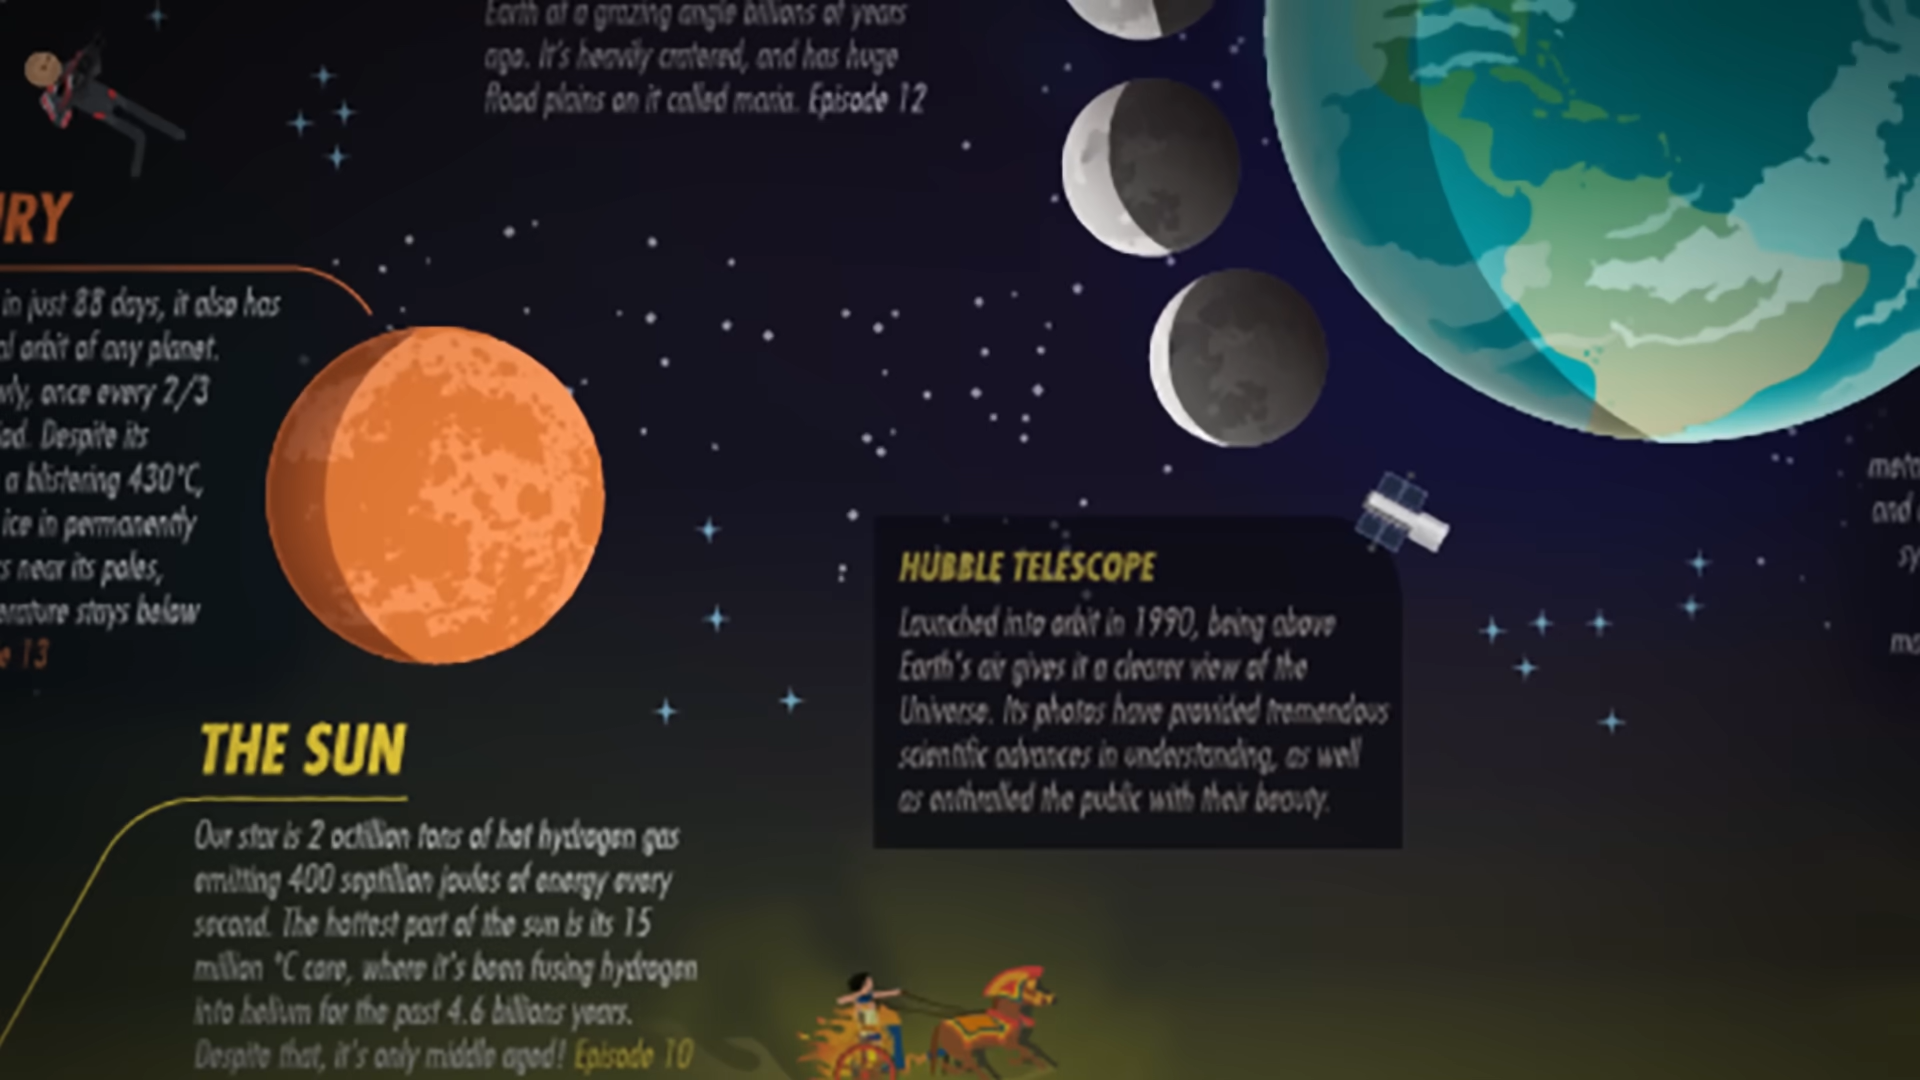 Earth at a grazing angle billions of years
ago. It's heavily cratered, and has huge
flood plains on it called maria. Episode 12
URY
in just 88 days, it also has
al orbit of any planet.
wly, once every 2/3
iod. Despite its
a blistering 430°C,
ice in permanently
s near its poles,
erature stays below
e 13
THE SUN
Our star is 2 octillion tons of hot hydrogen gas
emitting 400 septillion joules of energy every
second. The hottest part of the sun is its 15
million °C core, where it's been fusing hydrogen
into helium for the past 4.6 billions years.
Despite that, it's only middle aged! Episode 10
HUBBLE TELESCOPE
Launched into orbit in 1990, being above
Earth's air gives it a clearer view of the
Universe. Its photos have provided tremendous
scientific advances in understanding, as well
as enthralled the public with their beauty.
and